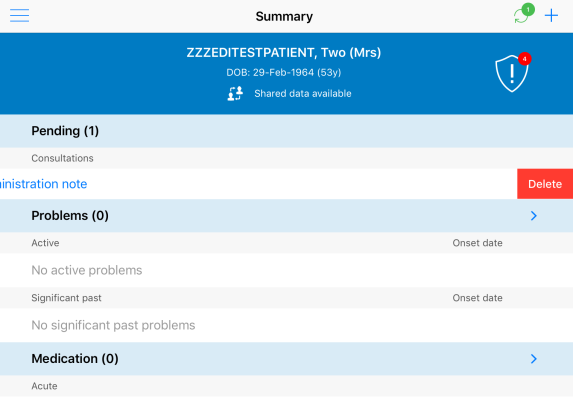 Summary
1
ZZZEDITESTPATIENT, Two (Mrs)
DOB: 29-Feb-1964 (53y)
Shared data available
4
Pending (1)
Consultations
inistration note
Delete
Problems (0)
Active Onset date
No active problems
Significant past Onset date
No significant past problems
Medication (0)
Acute